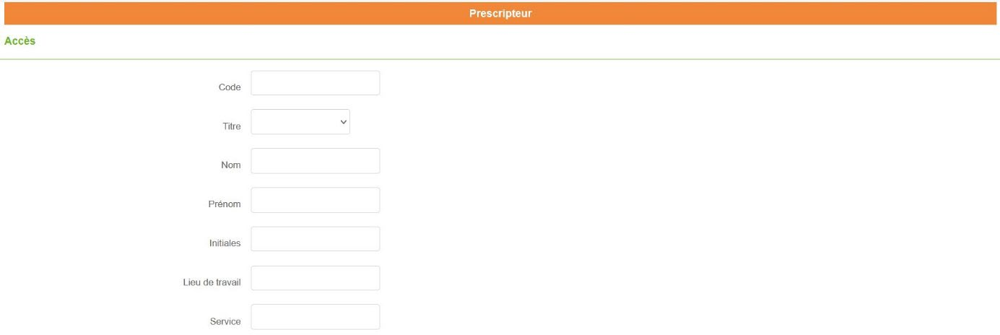 Prescripteur
Accès
Code
Titre
Nom
Prénom
Initiales
Lieu de travail
Service